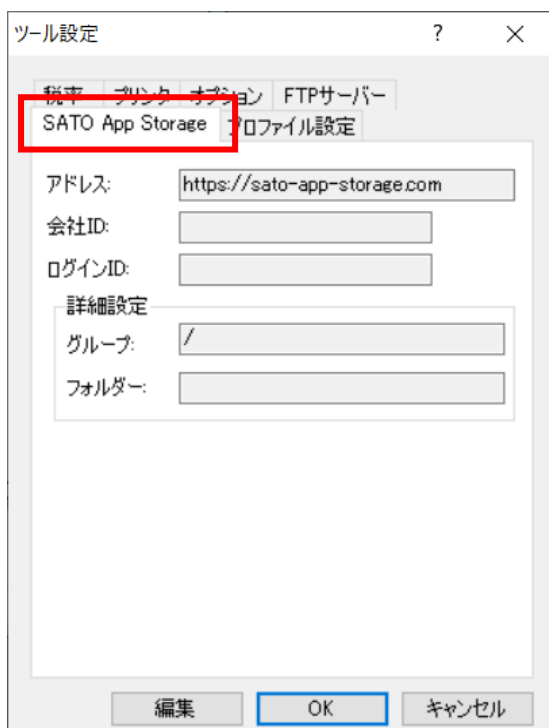 ツール設定 ?
税率 プリンタ オプション FTPサーバー
SATO App Storage プロファイル設定
アドレス: https://sato-app-storage.com
会社ID:
ログインID:
詳細設定
グループ: /
フォルダー:
編集 OK キャンセル